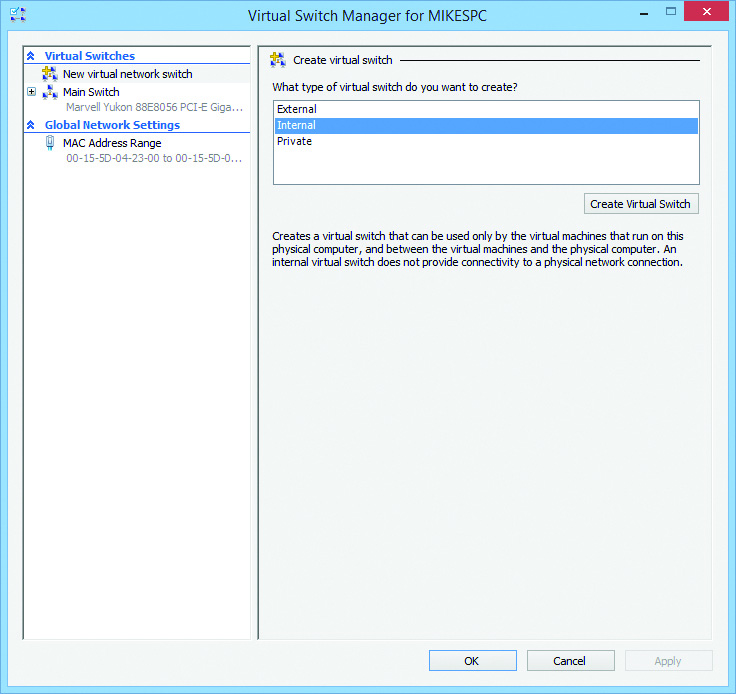 Virtual Switch Manager for MIKESPC
Virtual Switches
New virtual network switch
Main Switch
Marvell Yukon 88E8056 PCI-E Giga...
Global Network Settings
MAC Address Range
00-15-5D-04-23-00 to 00-15-5D-0...
Create virtual switch
What type of virtual switch do you want to create?
External
Internal
Private
Create Virtual Switch
Creates a virtual switch that can be used only by the virtual machines that run on this
physical computer, and between the virtual machines and the physical computer. An
internal virtual switch does not provide connectivity to a physical network connection.
OK
Cancel
Apply